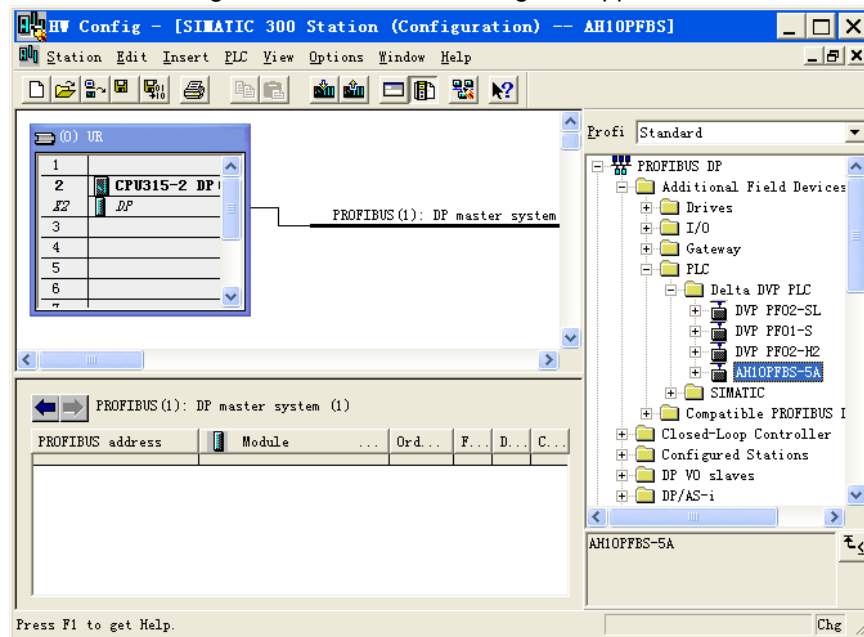 HW Config - [SIMATIC 300 Station (Configuration) -- AH10PFBS]
Station Edit Insert PLC View Options Window Help
(0) UR
1
2 CPU315-2 DP
E2 DP
3
4
5
6
7
PROFIBUS(1): DP master system
Profi Standard
PROFIBUS DP
Additional Field Devices
Drives
I/O
Gateway
PLC
Delta DVP PLC
DVP PF02-SL
DVP PF01-S
DVP PF02-H2
AH10PFBS-5A
SIMATIC
Compatible PROFIBUS
Closed-Loop Controller
Configured Stations
DP V0 slaves
DP/AS-i
PROFIBUS(1): DP master system (1)
PROFIBUS address Module ... Ord... F... D... C...
AH10PFBS-5A
Press F1 to get Help.
Chg